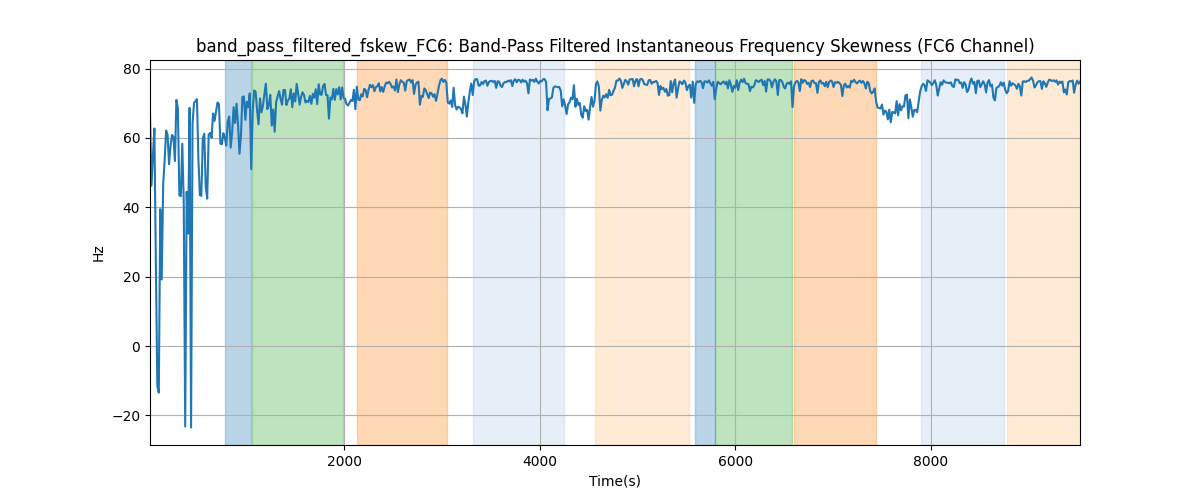 band_pass_filtered_fskew_FC6: Band-Pass Filtered Instantaneous Frequency Skewness (FC6 Channel)
80
60
40
20
0
−20
Hz
2000 4000 6000 8000
Time(s)